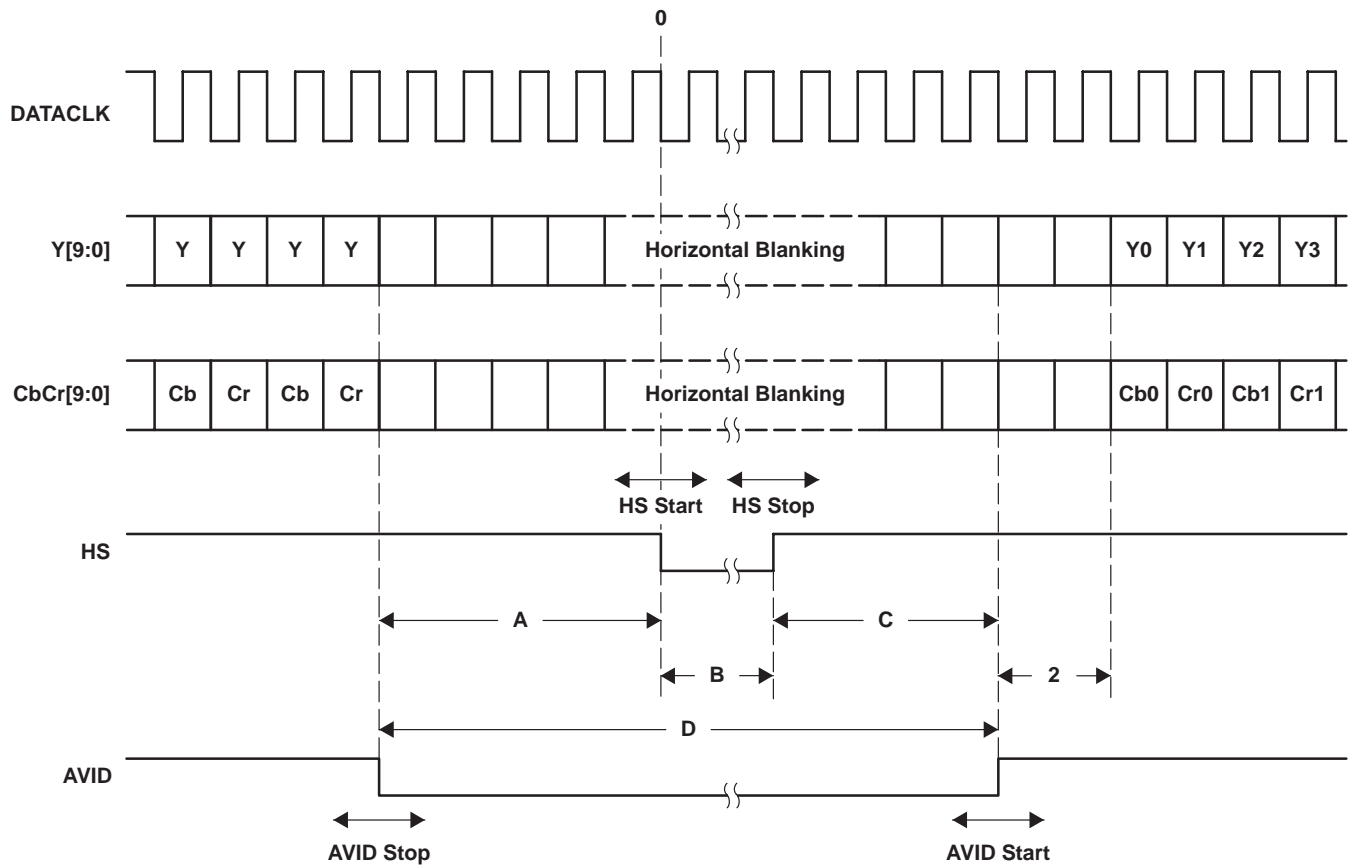 0
DATACLK
Y[9:0] Y Y Y Y Horizontal Blanking Y0 Y1 Y2 Y3
CbCr[9:0] Cb Cr Cb Cr Horizontal Blanking Cb0 Cr0 Cb1 Cr1
HS Start HS Stop
HS
A C
B 2
D
AVID
AVID Stop AVID Start